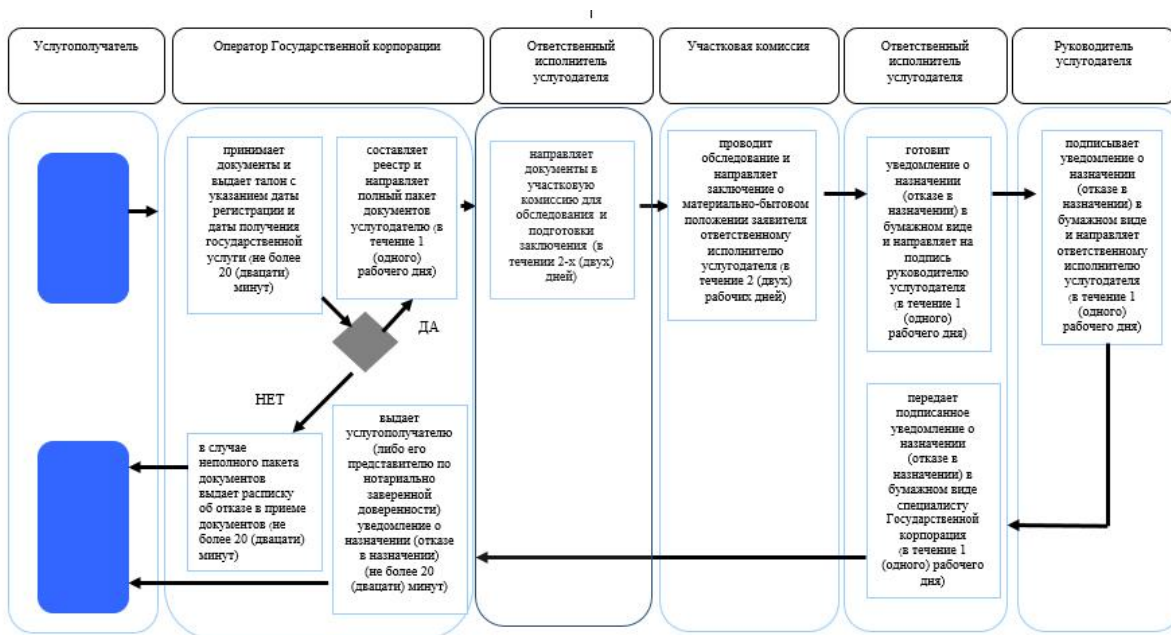 Услугополучатель
Оператор Государственной корпорации
Ответственный
исполнитель
услугодателя
Участковая комиссия
Ответственный
исполнитель
услугодателя
Руководитель
услугодателя
принимает
документы и
выдает талон с
указанием даты
регистрации и
даты получения
государственной
услуги (не более
20 (двацати)
минут)
составляет
реестр и
направляет
полный пакет
документов
услугодателю (в
течение 1
(одного)
рабочего дня)
направляет
документы в
участковую
комиссию для
обследования и
подготовки
заключения (в
течении 2-х (двух)
дней)
проводит
обследование и
направляет
заключение о
материально-бытовом
положении заявителя
ответственному
исполнителю
услугодателя (в
течение 2 (двух)
рабочих дней)
готовит
уведомление о
назначении
(отказе в
назначении) в
бумажном виде
и направляет на
подпись
руководителю
услугодателя
(в течение 1
(одного)
рабочего дня)
подписывает
уведомление о
назначении
(отказе в
назначении) в
бумажном виде
и направляет
ответственному
исполнителю
услугодателя
(в течение 1
(одного)
рабочего дня)
ДА
НЕТ
в случае
неполного пакета
документов
выдает расписку
об отказе в приеме
документов (не
более 20 (двацати)
минут)
выдает
услугополучателю
(либо его
представителю по
нотариально
заверенной
доверенности)
уведомление о
назначении (отказе
в назначении)
(не более 20
(двацати) минут)
передает
подписанное
уведомление о
назначении
(отказе в
назначении) в
бумажном виде
специалисту
Государственной
корпорация
(в течение 1
(одного) рабочего
дня)